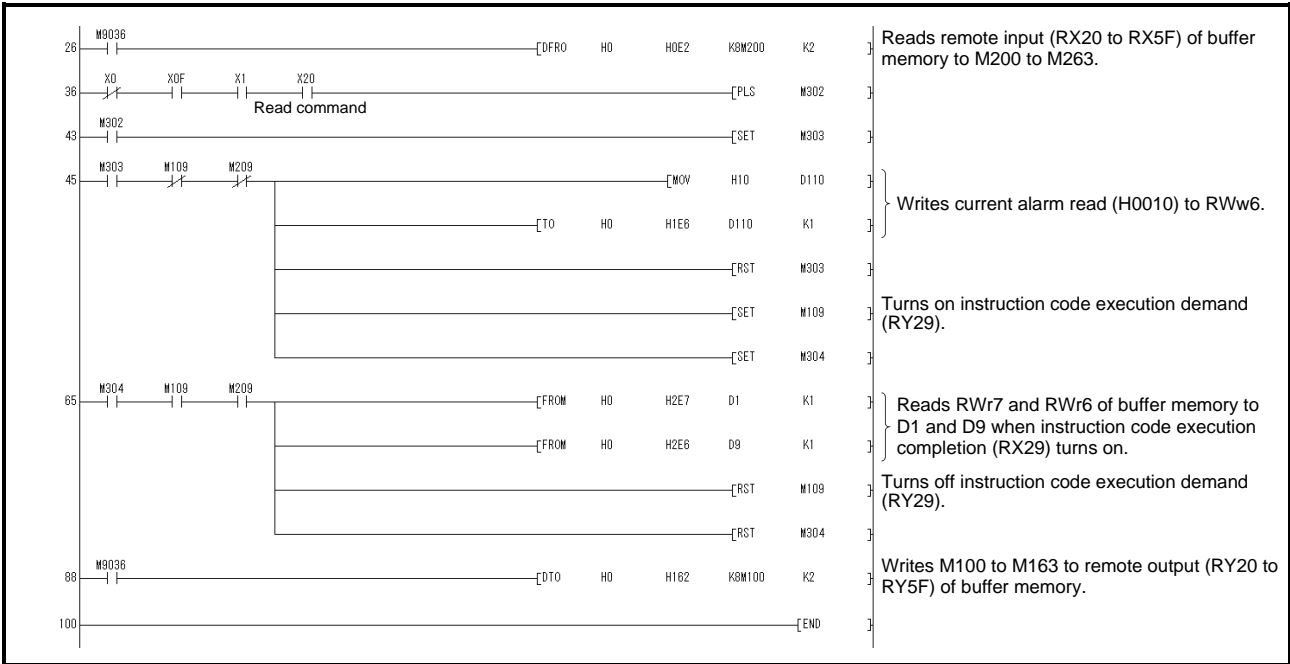 M9036
26 DFRO H0 H0E2 K8M200 K2
Reads remote input (RX20 to RX5F) of buffer
memory to M200 to M263.
X0 X0F X1 X20
36 PLS M302
Read command
M302
43 SET M303
M303 M109 M209
45 MOV H10 D110
Writes current alarm read (H0010) to RWw6.
TO H0 H1E6 D110 K1
RST M303
SET M109
Turns on instruction code execution demand
(RY29).
SET M304
M304 M109 M209
65 FROM H0 H2E7 D1 K1
Reads RWr7 and RWr6 of buffer memory to
D1 and D9 when instruction code execution
completion (RX29) turns on.
FROM H0 H2E6 D9 K1
RST M109
Turns off instruction code execution demand
(RY29).
RST M304
M9036
88 DTO H0 H162 K8M100 K2
Writes M100 to M163 to remote output (RY20 to
RY5F) of buffer memory.
100 END